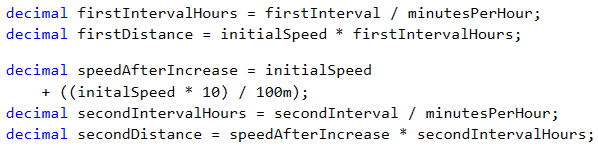 decimal firstIntervalHours = firstInterval / minutesPerHour;
decimal firstDistance = initialSpeed * firstIntervalHours;
decimal speedAfterIncrease = initialSpeed
+ ((initalSpeed * 10) / 100m);
decimal secondIntervalHours = secondInterval / minutesPerHour;
decimal secondDistance = speedAfterIncrease * secondIntervalHours;